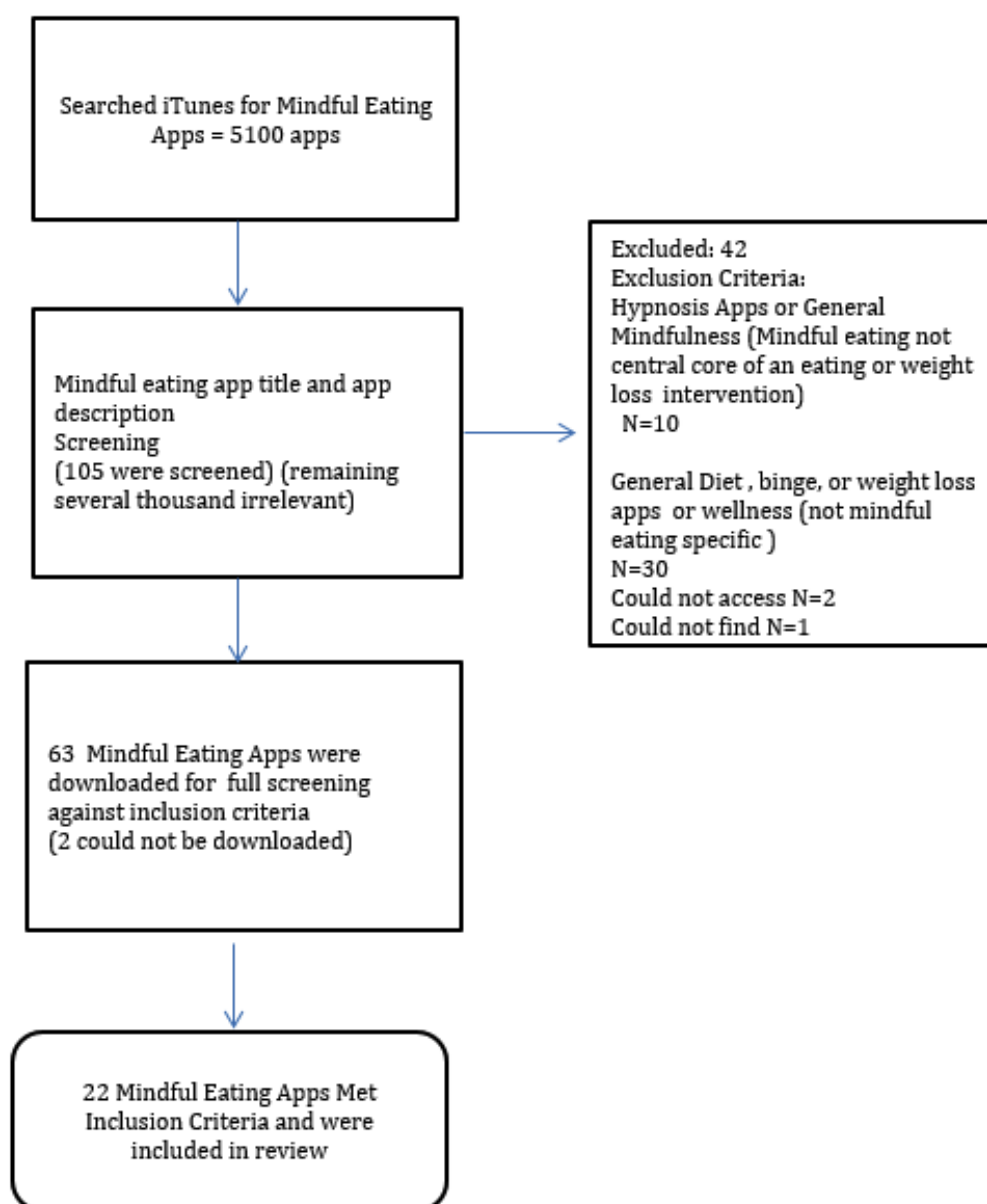 Searched iTunes for Mindful Eating
Apps = 5100 apps
Mindful eating app title and app
description
Screening
(105 were screened) (remaining
several thousand irrelevant)
Excluded: 42
Exclusion Criteria:
Hypnosis Apps or General
Mindfulness (Mindful eating not
central core of an eating or weight
loss intervention)
N=10
General Diet , binge, or weight loss
apps or wellness (not mindful
eating specific )
N=30
Could not access N=2
Could not find N=1
63 Mindful Eating Apps were
downloaded for full screening
against inclusion criteria
(2 could not be downloaded)
22 Mindful Eating Apps Met
Inclusion Criteria and were
included in review